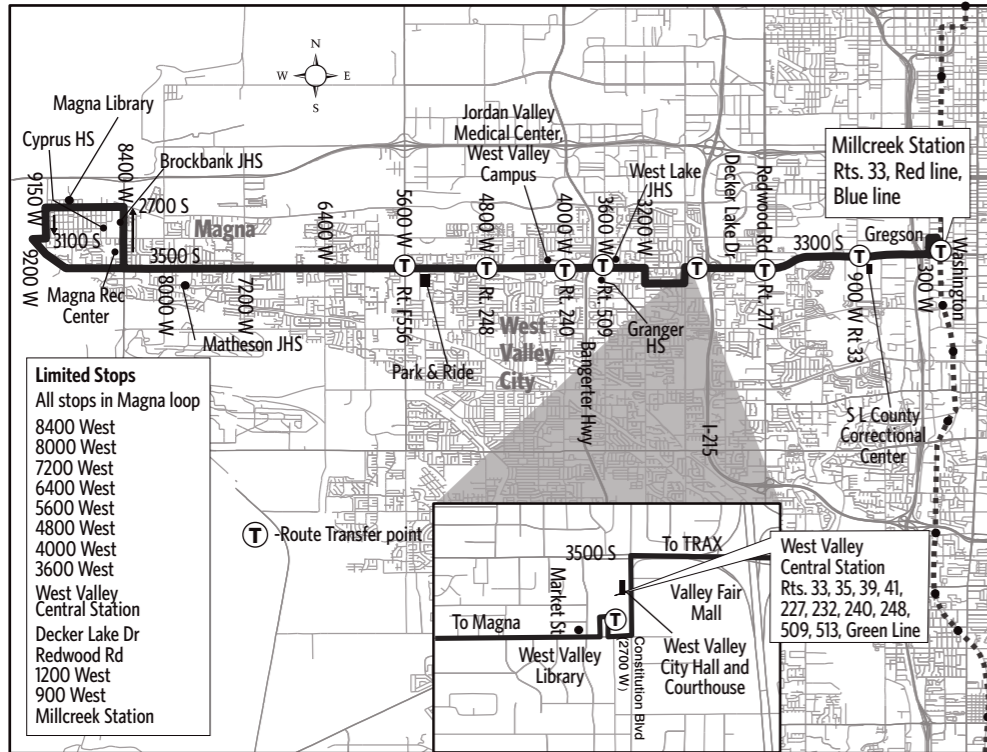 N
W
E
S
Magna Library
Cyprus HS
8400 W
Brockbank JHS
9150 W
2700 S
3100 S
Magna
9200 W
3500 S
Magna Rec
Center
8000 W
7200 W
Matheson JHS
6400 W
5600 W
T
Rt. F556
Park & Ride
4800 W
T
Rt. 248
West
Valley
City
Jordan Valley
Medical Center,
West Valley
Campus
4000 W
T
Rt. 240
Bangerter Hwy
3600 W
T
Rt. 509
West Lake
JHS
3200 W
Granger
HS
T
I-215
Decker Lake Dr
Redwood Rd
T
Rt. 217
3300 S
T
900 W Rt 33
S L County
Correctional
Center
Gregson
300 W
T
Washington
Millcreek Station
Rts. 33, Red line,
Blue line
Limited Stops
All stops in Magna loop
8400 West
8000 West
7200 West
6400 West
5600 West
4800 West
4000 West
3600 West
West Valley
Central Station
Decker Lake Dr
Redwood Rd
1200 West
900 West
Millcreek Station
T -Route Transfer point
3500 S
To TRAX
Market St
Valley Fair
Mall
To Magna
T
West Valley
Library
Constitution Blvd
(2700 W)
West Valley
City Hall and
Courthouse
West Valley
Central Station
Rts. 33, 35, 39, 41,
227, 232, 240, 248,
509, 513, Green Line